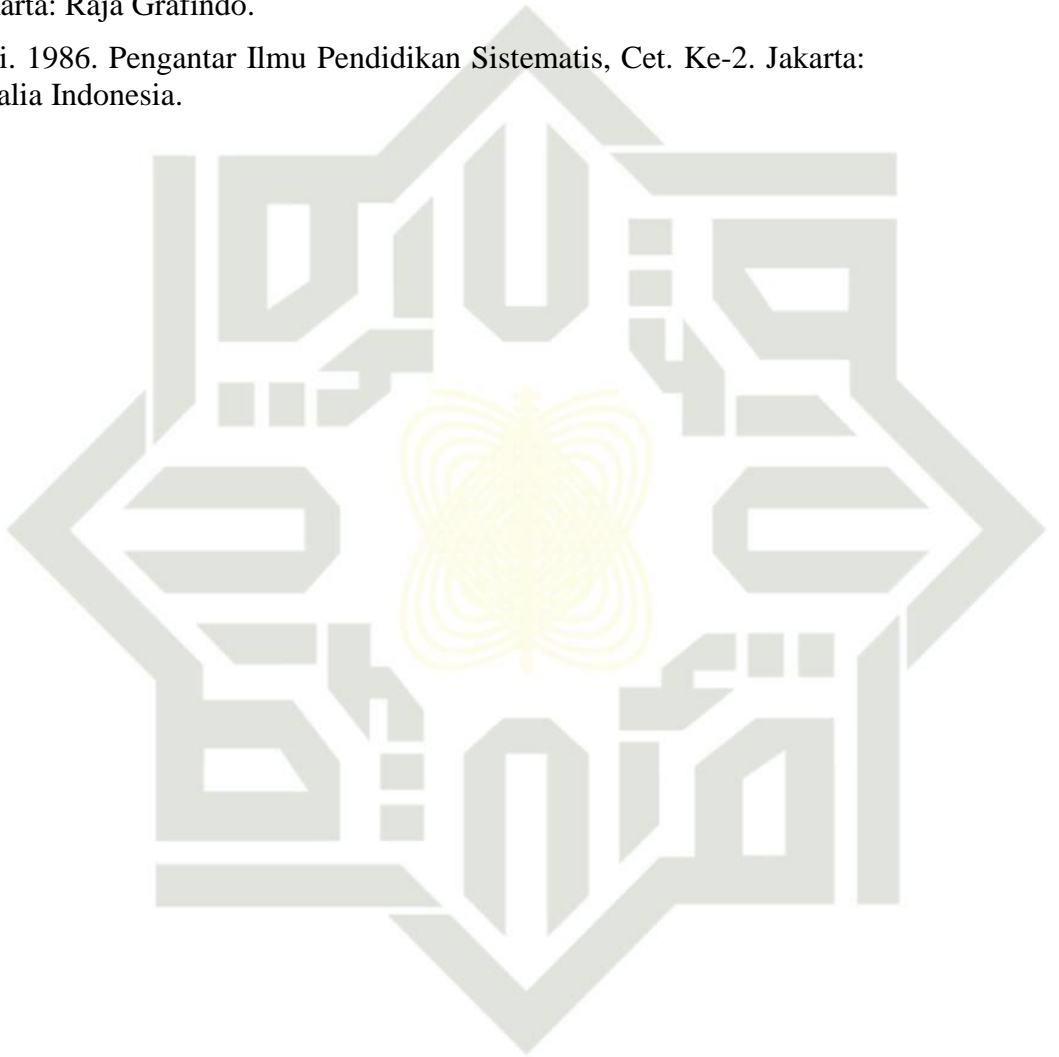 arta: Raja Grafindo.
i. 1986. Pengantar Ilmu Pendidikan Sistematis, Cet. Ke-2. Jakarta:
alia Indonesia.